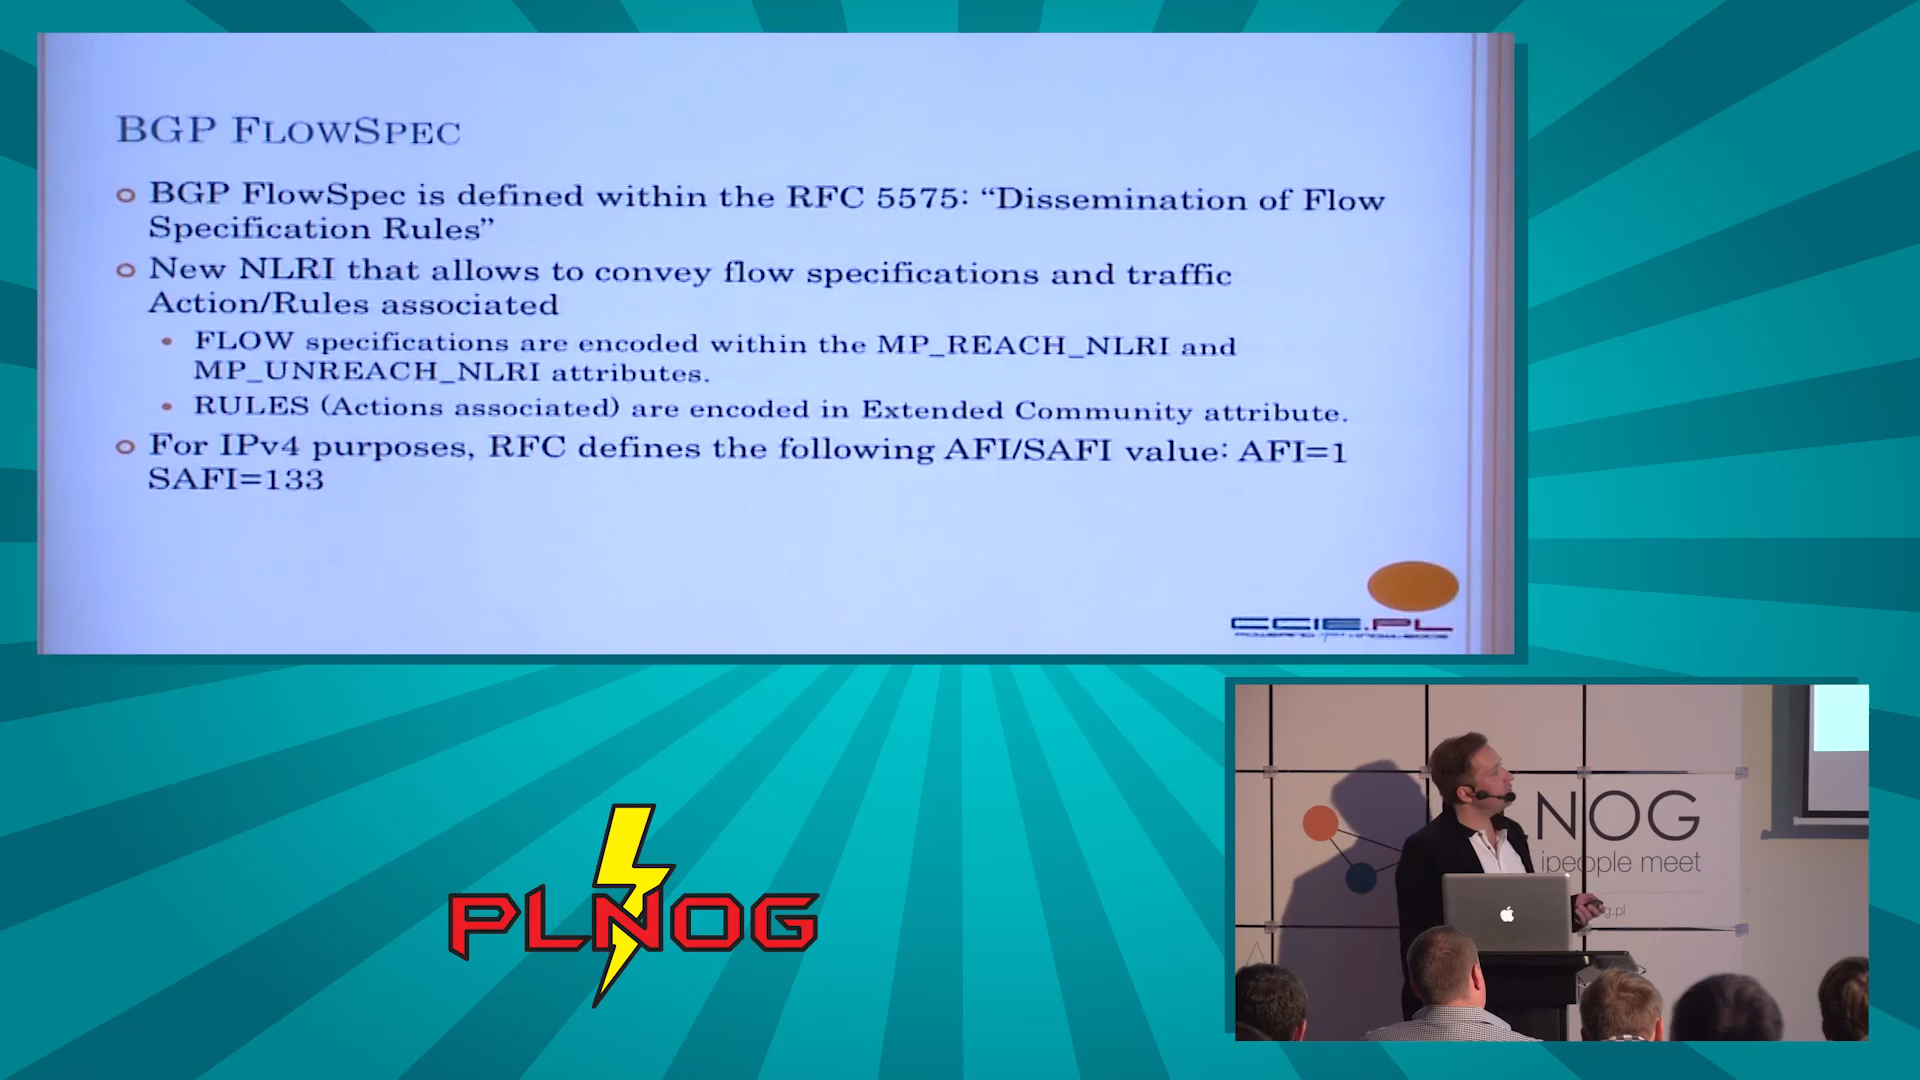 BGP FLOWSPEC
BGP FlowSpec is defined within the RFC 5575: “Dissemination of Flow
Specification Rules”
New NLRI that allows to convey flow specifications and traffic
Action/Rules associated
FLOW specifications are encoded within the MP_REACH_NLRI and
MP_UNREACH_NLRI attributes.
RULES (Actions associated) are encoded in Extended Community attribute.
For IPv4 purposes, RFC defines the following AFI/SAFI value: AFI=1
SAFI=133
CCIE.PL
PLNOG
NOG
ipeople meet
g.pl